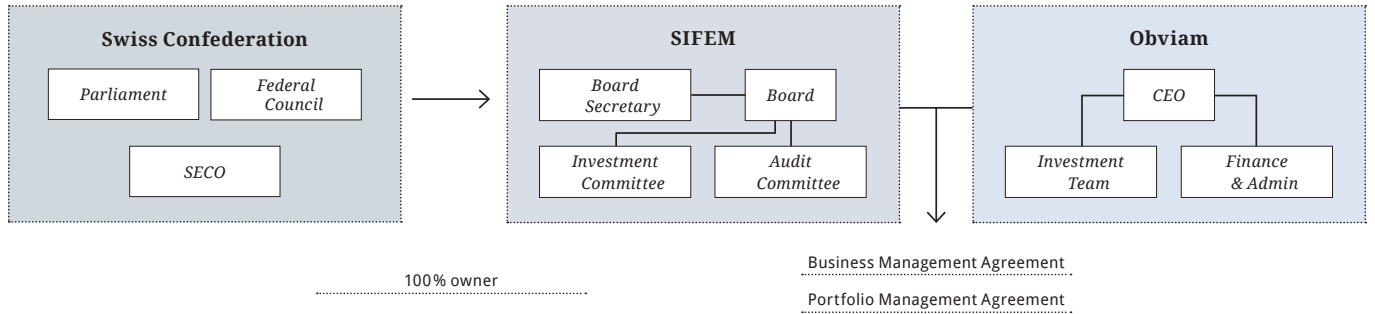 Swiss Confederation
Parliament
Federal
Council
SECO
SIFEM
Board
Secretary
Board
Investment
Committee
Audit
Committee
Obviam
CEO
Investment
Team
Finance
& Admin
100% owner
Business Management Agreement
Portfolio Management Agreement